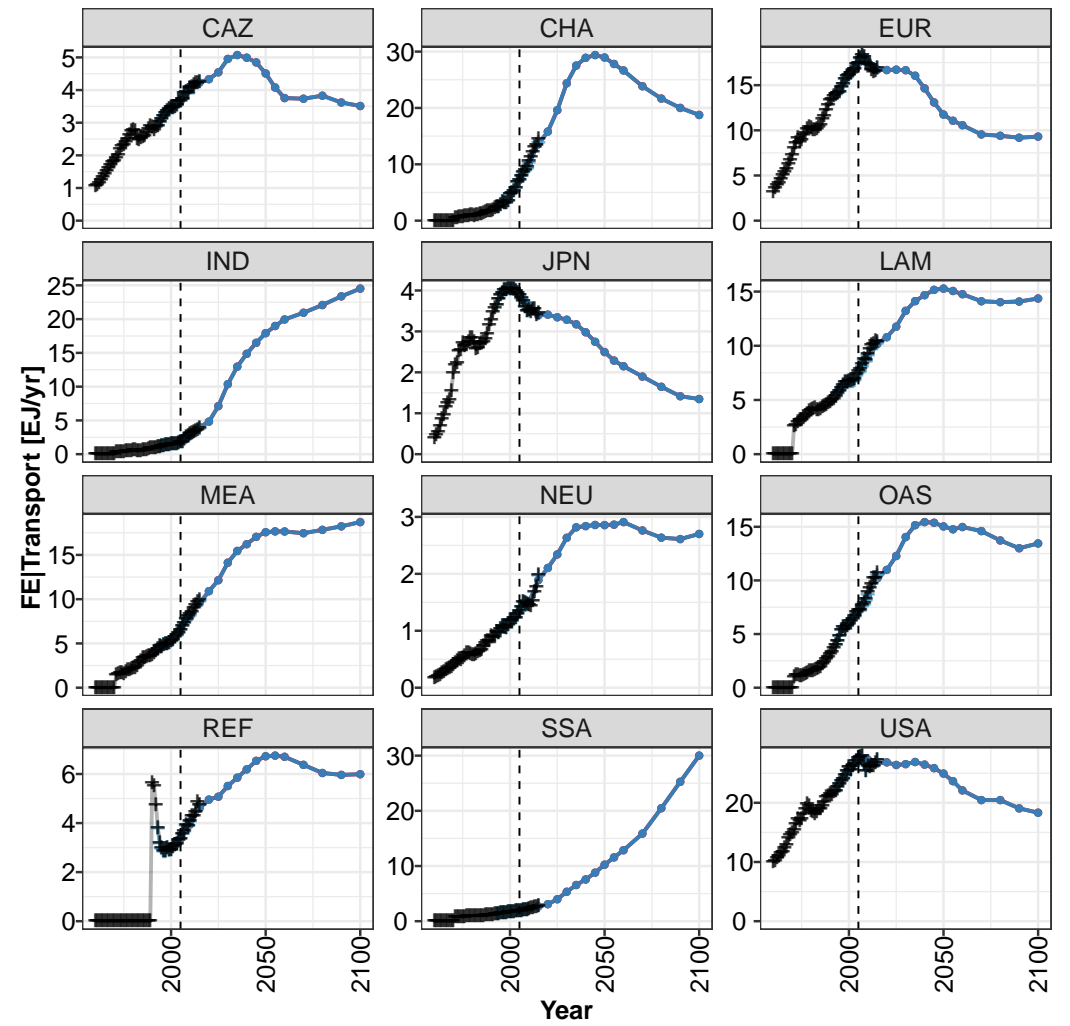 CAZ CHA EUR
5 4 3 2 1 0
30 20 10 0
15 10 5 0
IND JPN LAM
25 20 15 10 5 0
4 3 2 1 0
15 10 5 0
MEA NEU OAS
15 10 5 0
3 2 1 0
15 10 5 0
REF SSA USA
6 4 2 0
30 20 10 0
20 10 0
2000 2050 2100
2000 2050 2100
2000 2050 2100
FE|Transport [EJ/yr]
Year